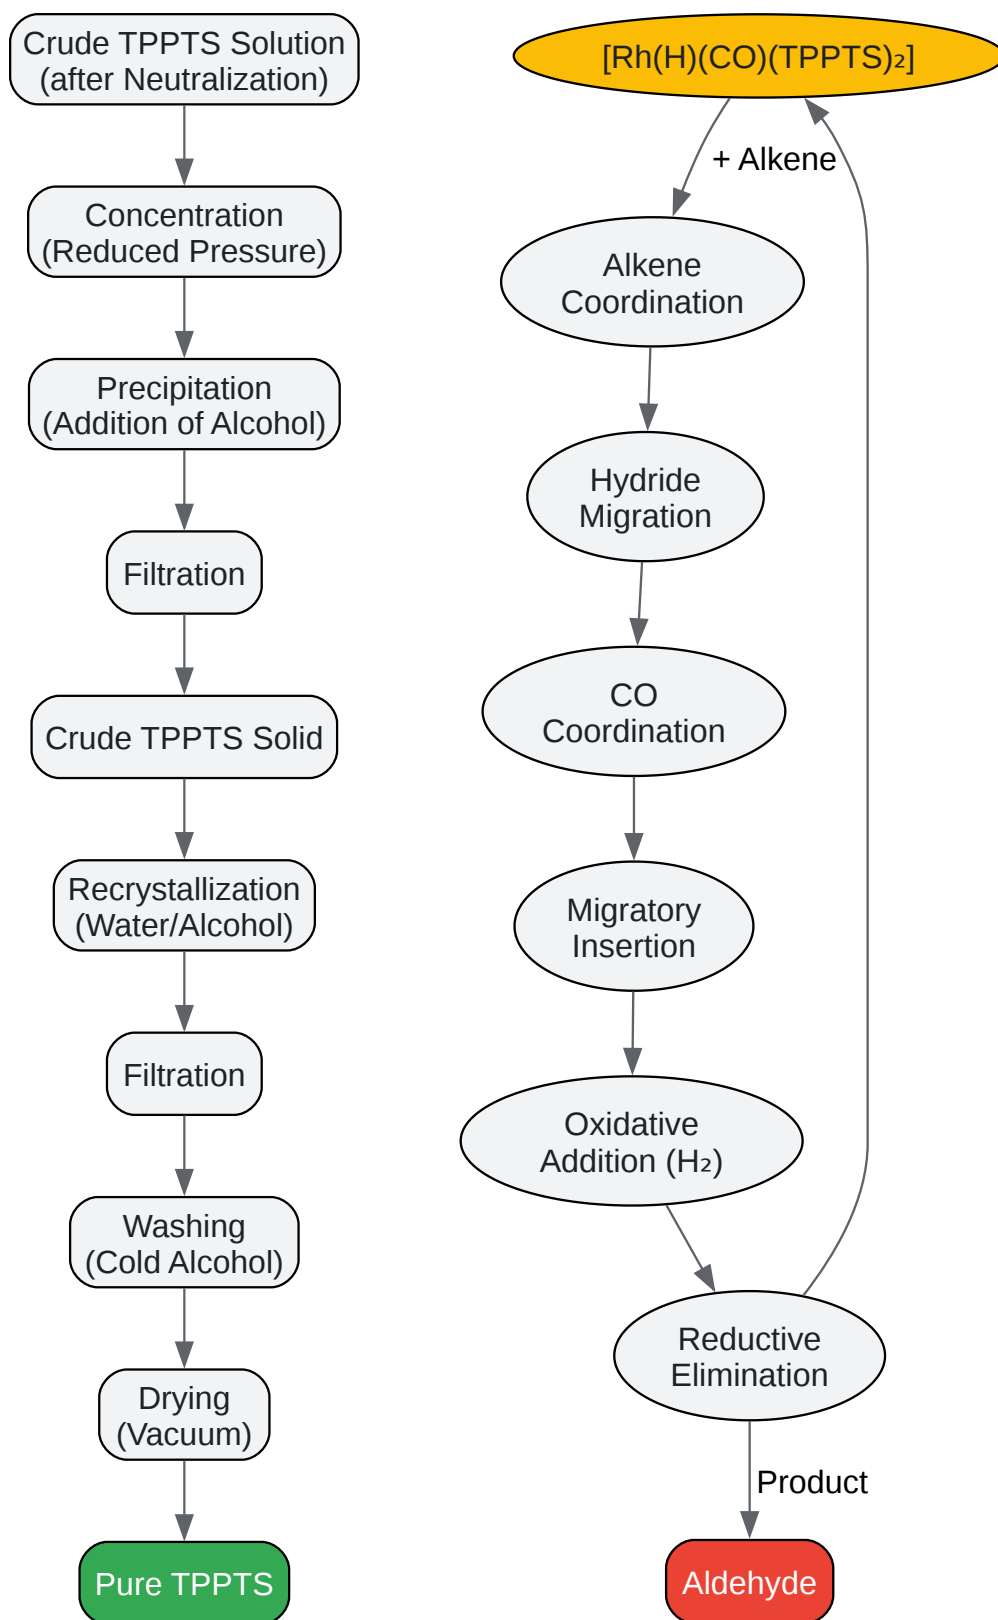 Crude TPPTS Solution
(after Neutralization)
Concentration
(Reduced Pressure)
Precipitation
(Addition of Alcohol)
Filtration
Crude TPPTS Solid
Recrystallization
(Water/Alcohol)
Filtration
Washing
(Cold Alcohol)
Drying
(Vacuum)
Pure TPPTS
[Rh(H)(CO)(TPPTS)₂]
+ Alkene
Alkene
Coordination
Hydride
Migration
CO
Coordination
Migratory
Insertion
Oxidative
Addition (H₂)
Reductive
Elimination
Product
Aldehyde